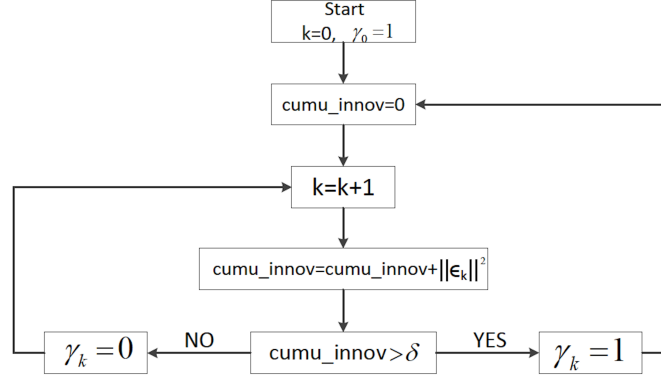 Start
k=0, γ₀=1
cumu_innov=0
k=k+1
cumu_innov=cumu_innov+||ϵₖ||²
γₖ=0
NO
cumu_innov>δ
YES
γₖ=1